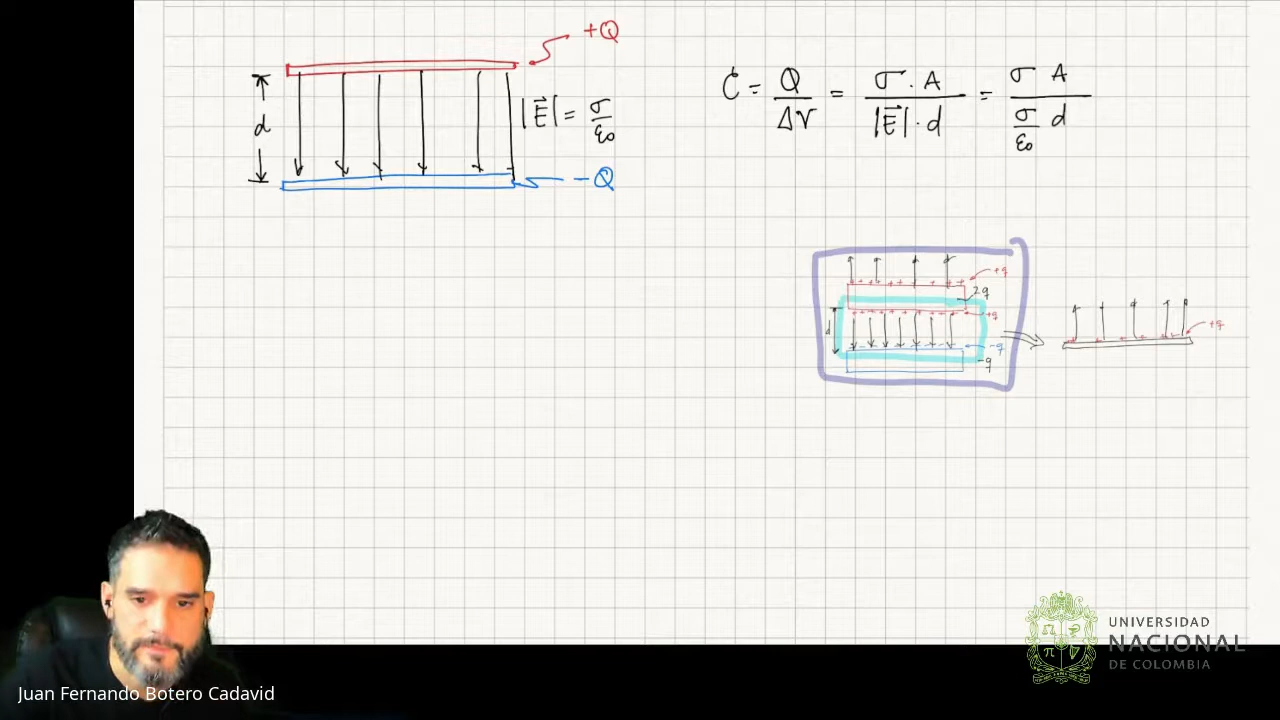 +Q
d
|E⃗| = σ/ε₀
−Q
C = Q/ΔV = σ · A/|E⃗| · d = σ A/(σ/ε₀) d
+q
2q
+q
d
−q
−q
+q
UNIVERSIDAD
NACIONAL
DE COLOMBIA
Juan Fernando Botero Cadavid